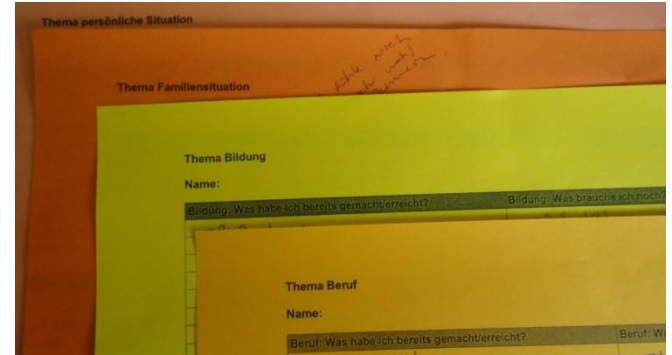 Thema persönliche Situation
Thema Familiensituation
Thema Bildung
Name:
Bildung: Was habe ich bereits gemacht/erreicht? Bildung: Was brauche ich noch?
Thema Beruf
Name:
Beruf: Was habe ich bereits gemacht/erreicht? Beruf: